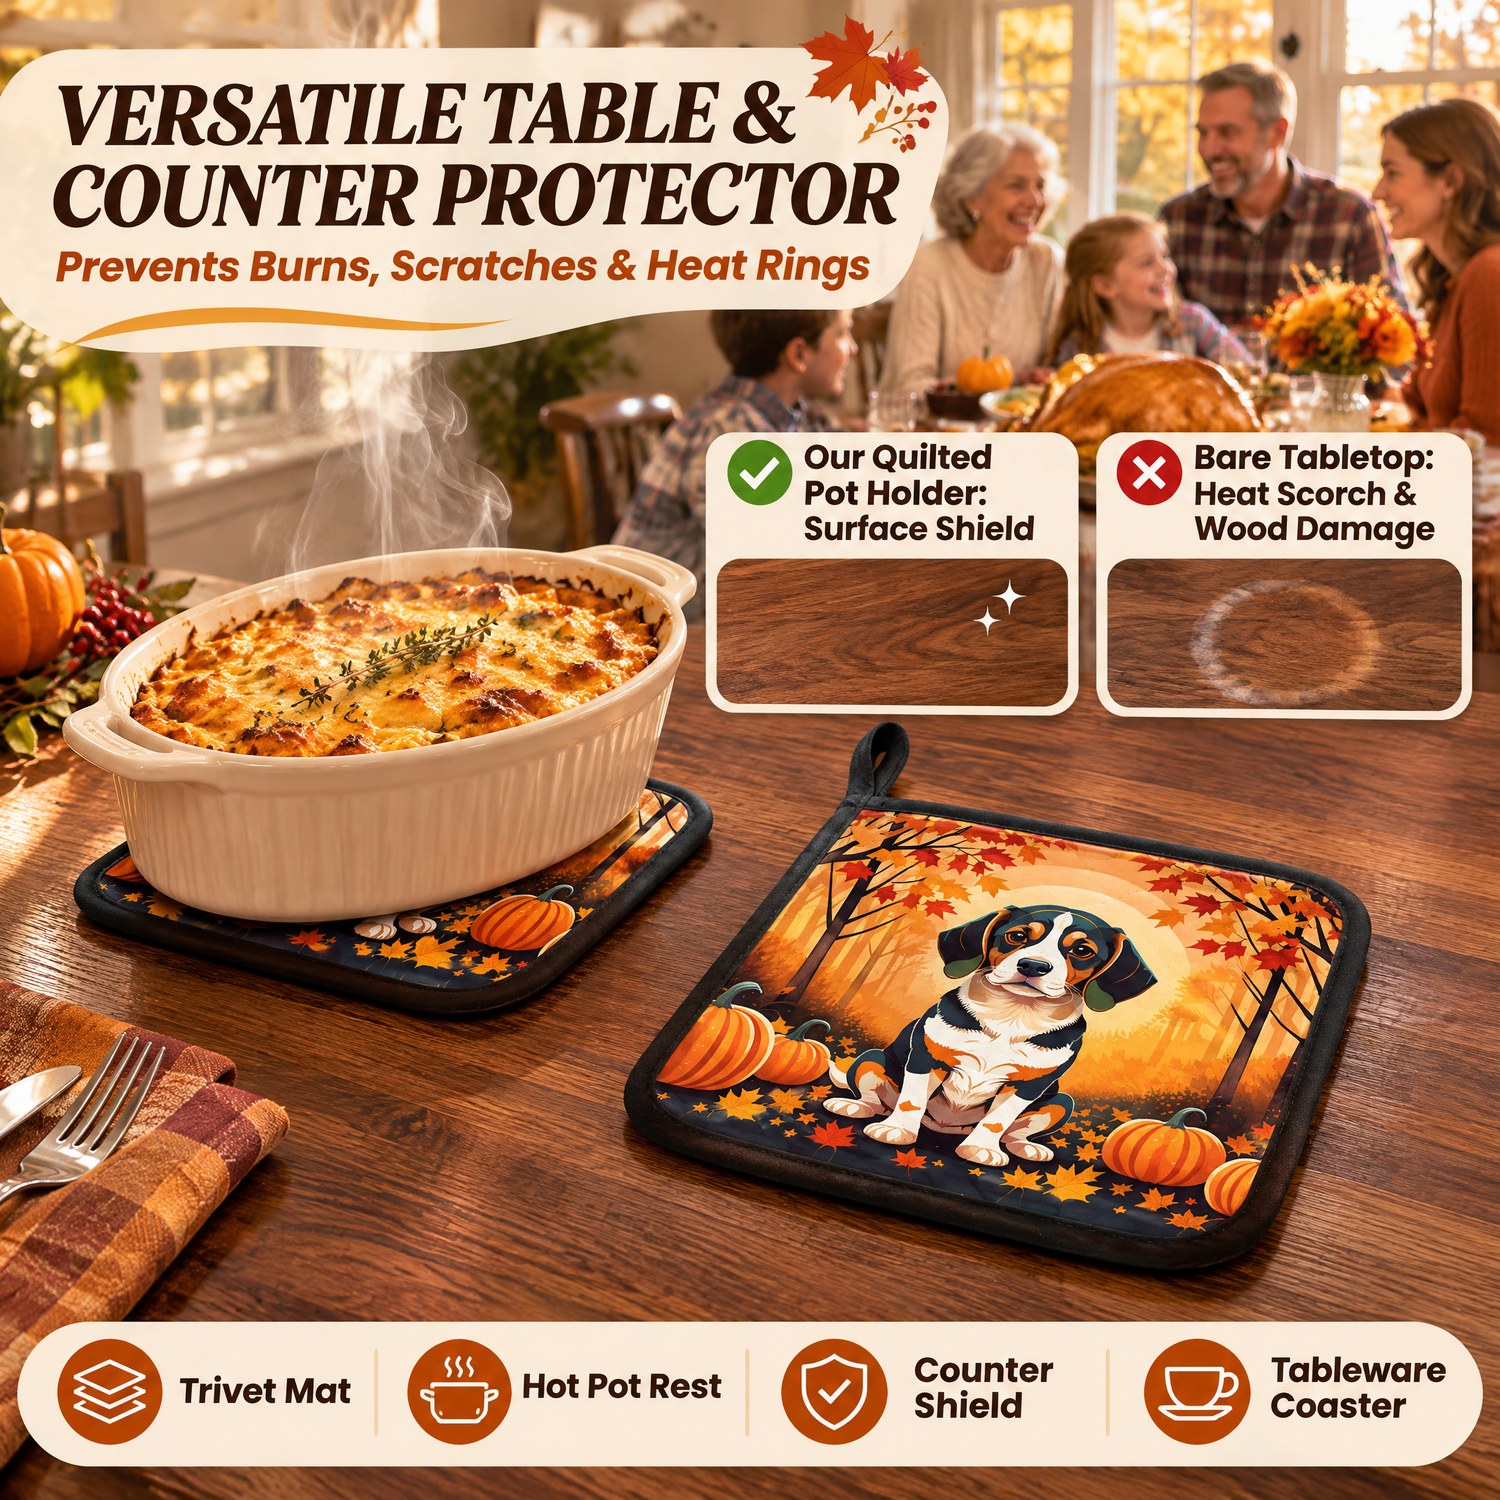 VERSATILE TABLE &
COUNTER PROTECTOR
Prevents Burns, Scratches & Heat Rings
Our Quilted
Pot Holder:
Surface Shield
Bare Tabletop:
Heat Scorch &
Wood Damage
Trivet Mat
Hot Pot Rest
Counter
Shield
Tableware
Coaster